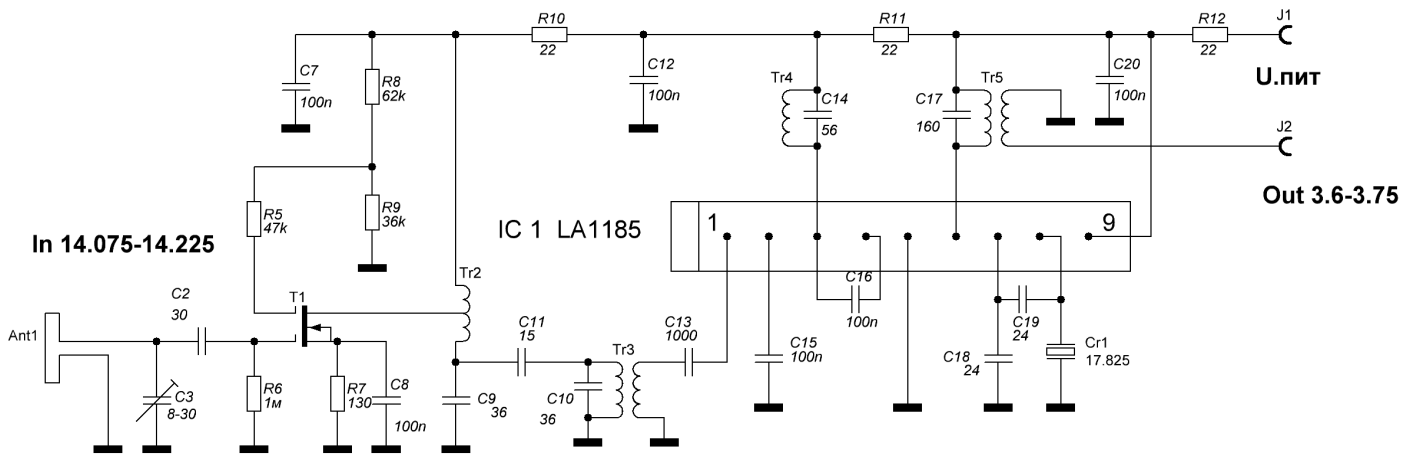 R10
22
R11
22
R12
22
J1
U.пит
C7
100n
R8
62k
C12
100n
Tr4
C14
56
C17
160
Tr5
C20
100n
J2
Out 3.6-3.75
R5
47k
R9
36k
IC 1 LA1185
1
9
In 14.075-14.225
Tr2
C16
100n
C2
30
T1
Ant1
C11
15
C13
1000
Tr3
C15
100n
C19
24
C18
24
Cr1
17.825
C3
8-30
R6
1м
R7
130
C8
100n
C9
36
C10
36